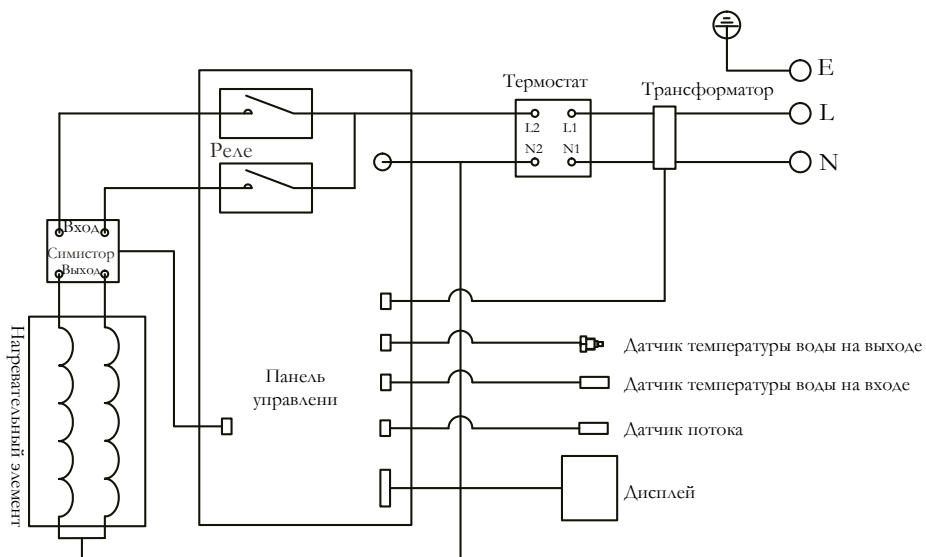 E
Термостат
Трансформатор
L
L2 L1
N2 N1
N
Реле
Вход
Симистор
Выход
Нагревательный элемент
Панель
управлени
Датчик температуры воды на выходе
Датчик температуры воды на входе
Датчик потока
Дисплей